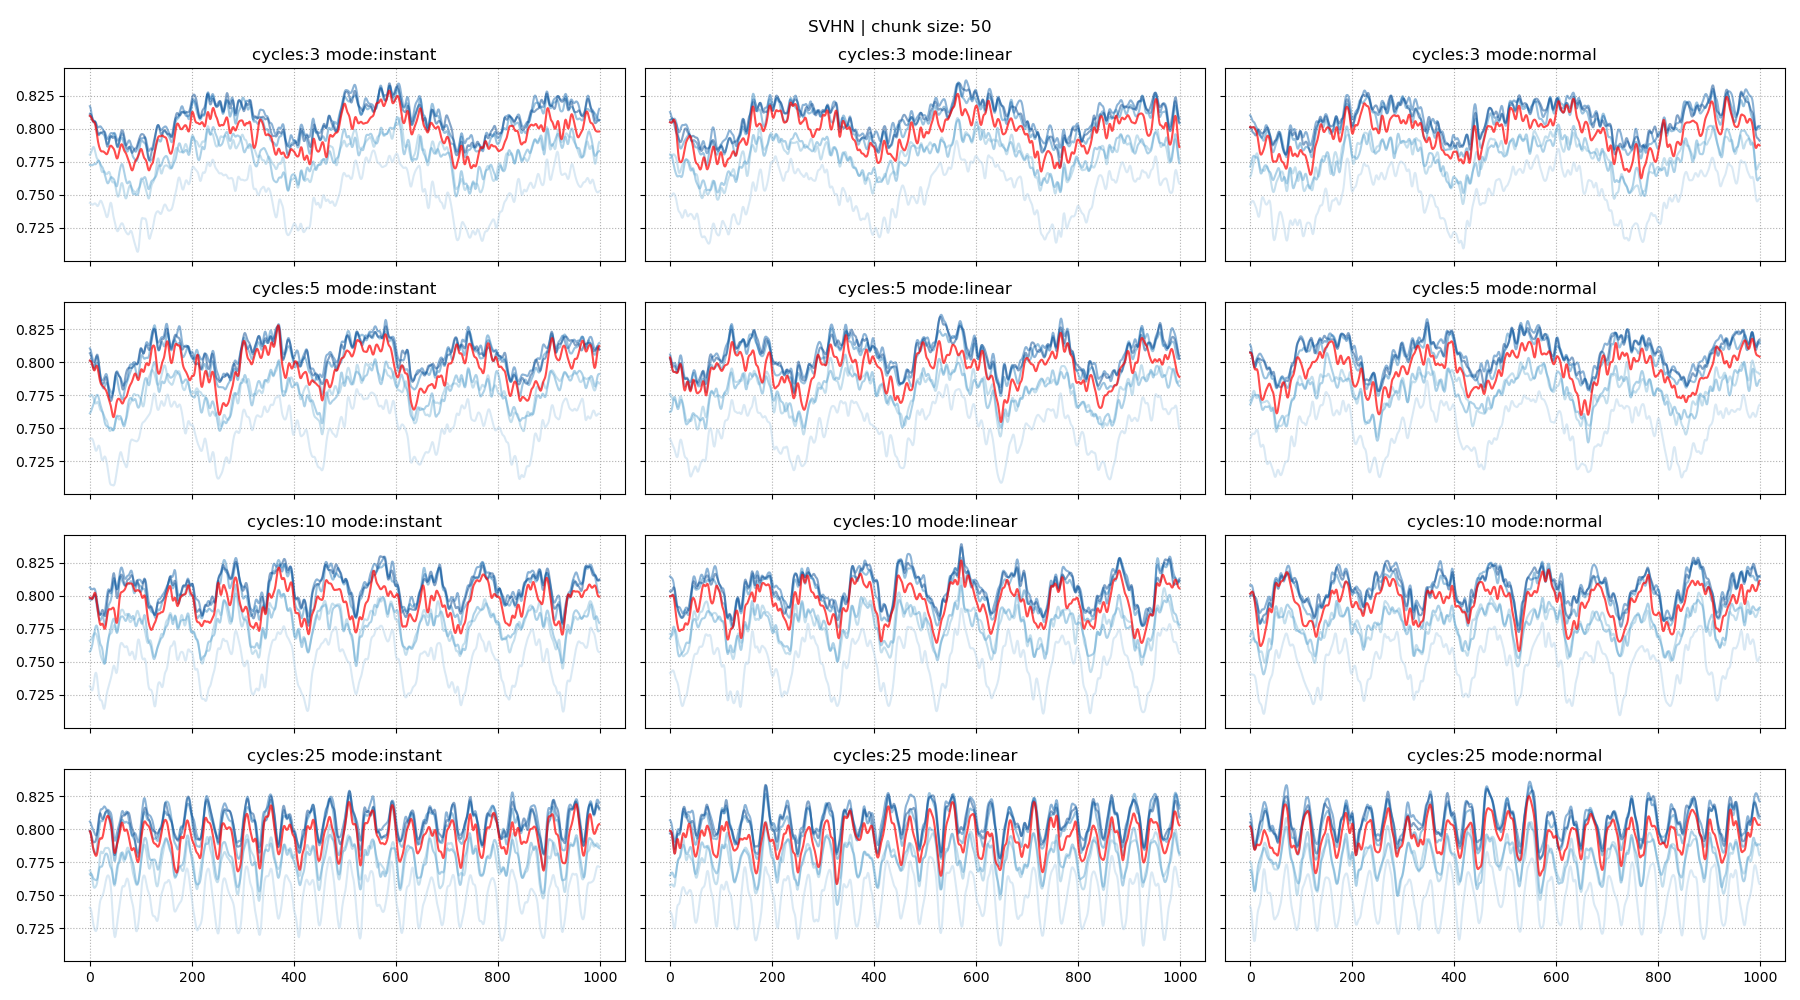 SVHN | chunk size: 50
cycles:3 mode:instant
cycles:3 mode:linear
cycles:3 mode:normal
0.825
0.800
0.775
0.750
0.725
cycles:5 mode:instant
cycles:5 mode:linear
cycles:5 mode:normal
0.825
0.800
0.775
0.750
0.725
cycles:10 mode:instant
cycles:10 mode:linear
cycles:10 mode:normal
0.825
0.800
0.775
0.750
0.725
cycles:25 mode:instant
cycles:25 mode:linear
cycles:25 mode:normal
0.825
0.800
0.775
0.750
0.725
0 200 400 600 800 1000 0 200 400 600 800 1000 0 200 400 600 800 1000